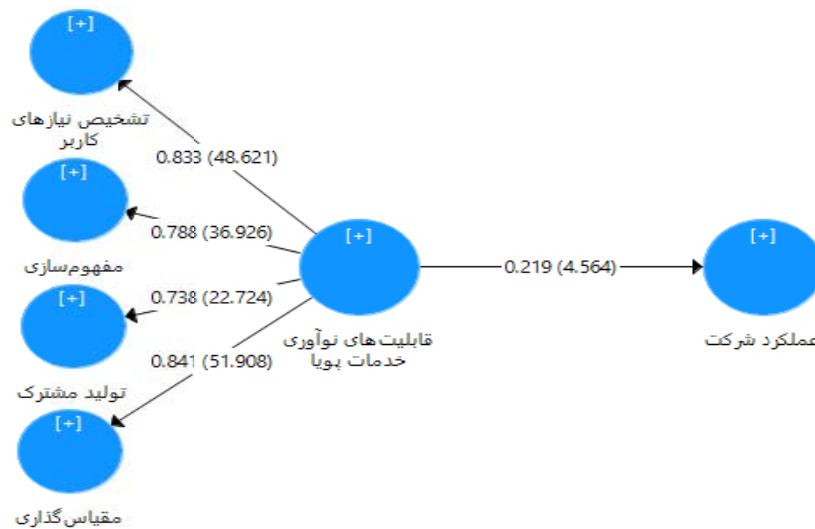 [+]
تشخیص نیازهای
کاربر
0.833 (48.621)
[+]
0.788 (36.926)
مفهوم‌سازی
[+]
0.738 (22.724)
تولید مشترک
0.841 (51.908)
[+]
مقیاس‌گذاری
[+]
قابلیت‌های نوآوری
خدمات پویا
0.219 (4.564)
[+]
عملکرد شرکت